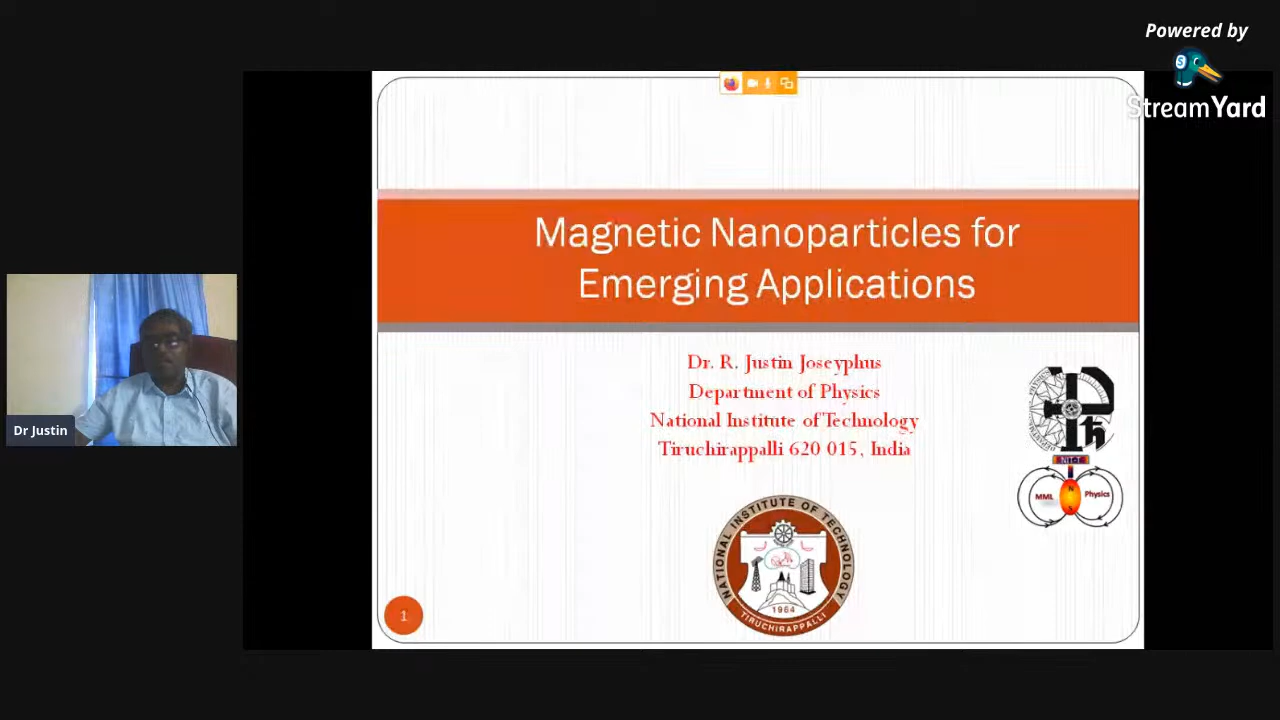 Powered by
StreamYard
Magnetic Nanoparticles for
Emerging Applications
Dr. R. Justin Joseyphus
Department of Physics
National Institute of Technology
Tiruchirappalli 620 015, India
Dr Justin
NIT-T
MML
N
Physics
NATIONAL INSTITUTE OF TECHNOLOGY
1964
TIRUCHIRAPPALLI
1